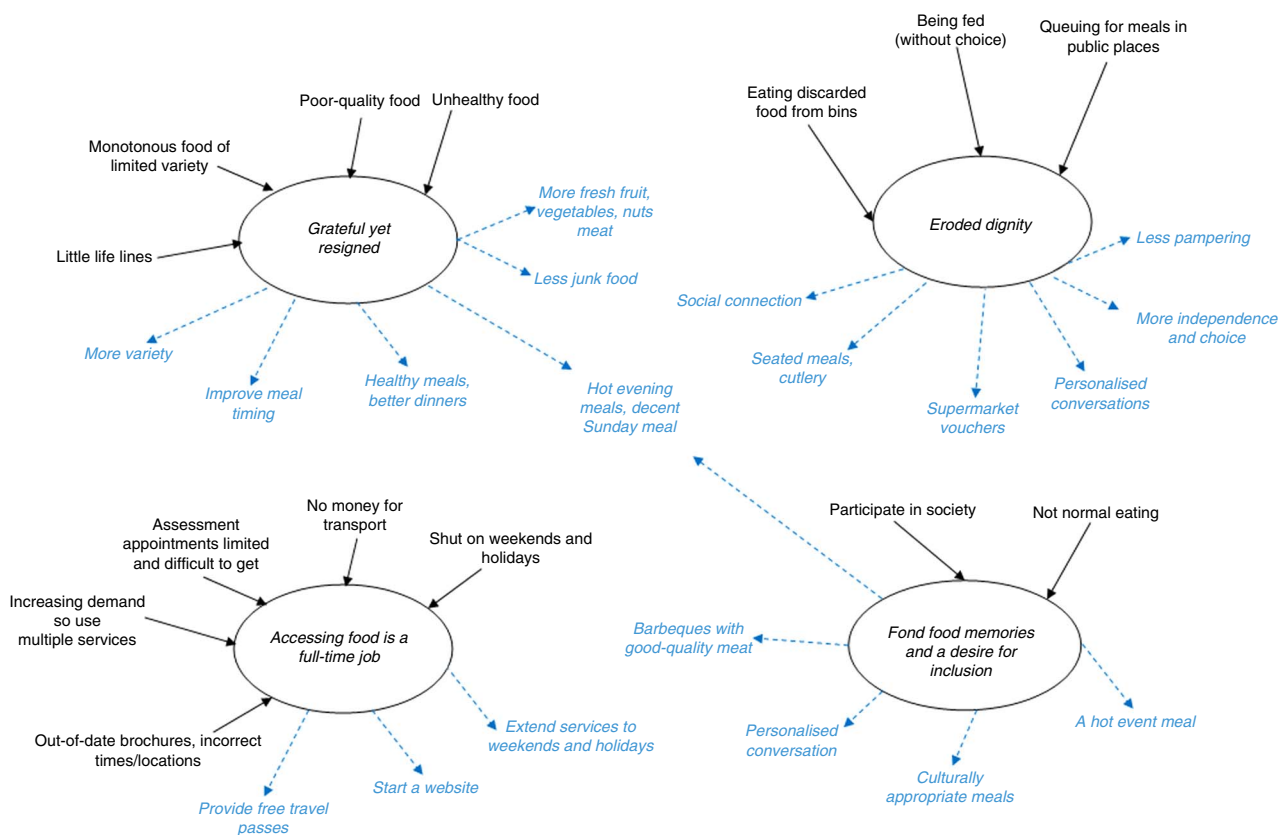 Poor-quality food
Unhealthy food
Monotonous food of
limited variety
Little life lines
Grateful yet
resigned
More fresh fruit,
vegetables, nuts
meat
Less junk food
More variety
Improve meal
timing
Healthy meals,
better dinners
Hot evening
meals, decent
Sunday meal
Being fed
(without choice)
Queuing for meals in
public places
Eating discarded
food from bins
Eroded dignity
Less pampering
Social connection
More independence
and choice
Seated meals,
cutlery
Personalised
conversations
Supermarket
vouchers
No money for
transport
Assessment
appointments limited
and difficult to get
Shut on weekends and
holidays
Increasing demand
so use
multiple services
Accessing food is a
full-time job
Out-of-date brochures, incorrect
times/locations
Extend services to
weekends and holidays
Start a website
Provide free travel
passes
Participate in society
Not normal eating
Fond food memories
and a desire for
inclusion
Barbeques with
good-quality meat
Personalised
conversation
A hot event meal
Culturally
appropriate meals